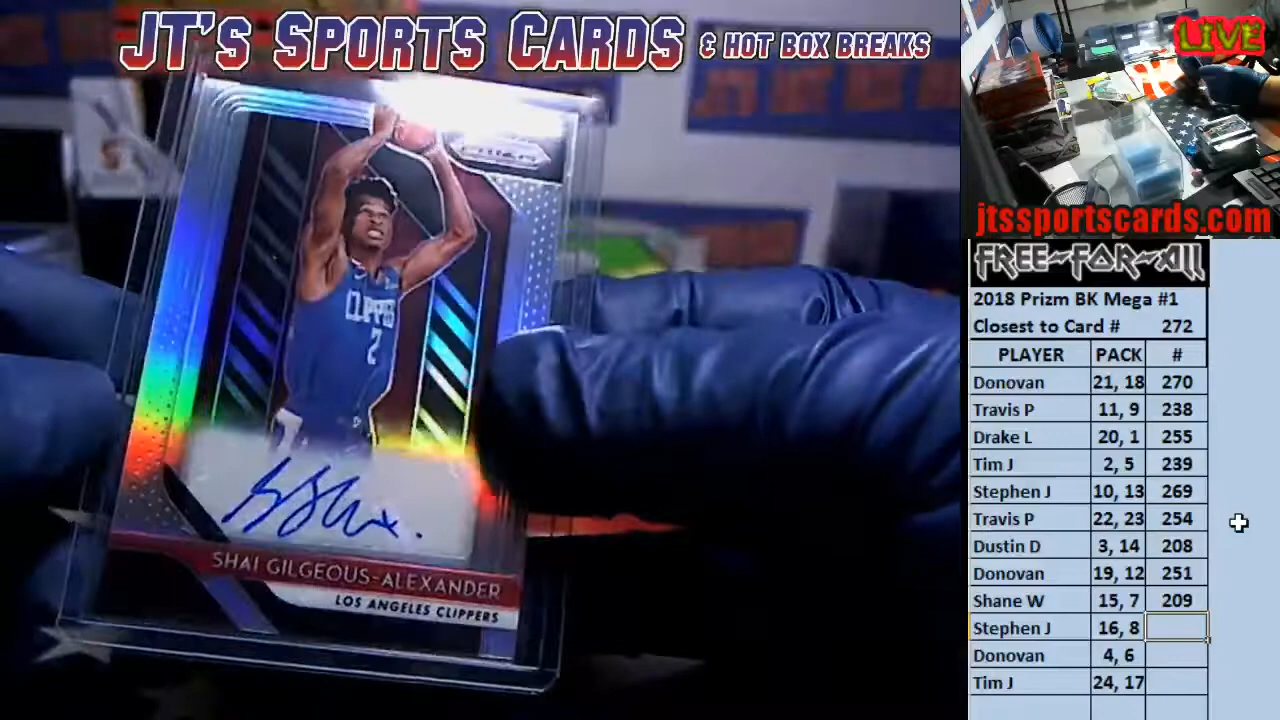 JT's Sports Cards & Hot Box Breaks
LIVE
jtssportscards.com
PRIZM
CLIPPERS
2
SHAI GILGEOUS-ALEXANDER
LOS ANGELES CLIPPERS
FREE-FOR-ALL
2018 Prizm BK Mega #1
Closest to Card # 272
PLAYER PACK #
Donovan 21, 18 270
Travis P 11, 9 238
Drake L 20, 1 255
Tim J 2, 5 239
Stephen J 10, 13 269
Travis P 22, 23 254
Dustin D 3, 14 208
Donovan 19, 12 251
Shane W 15, 7 209
Stephen J 16, 8
Donovan 4, 6
Tim J 24, 17